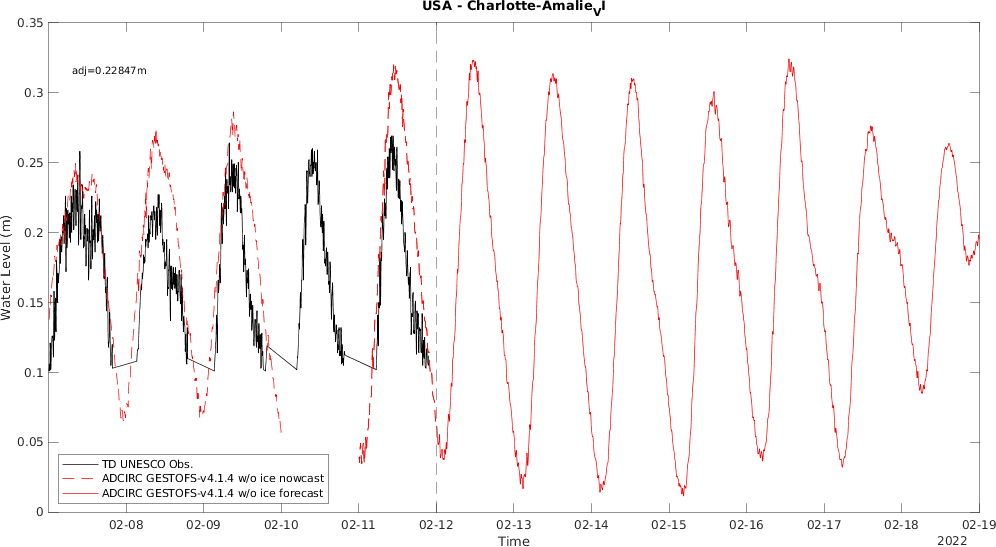 USA - Charlotte-Amalie_VI
0.35
adj=0.22847m
0.3
0.25
0.2
0.15
0.1
0.05
0
Water Level (m)
TD UNESCO Obs.
ADCIRC GESTOFS-v4.1.4 w/o ice nowcast
ADCIRC GESTOFS-v4.1.4 w/o ice forecast
02-08 02-09 02-10 02-11 02-12 02-13 02-14 02-15 02-16 02-17 02-18 02-19
Time
2022